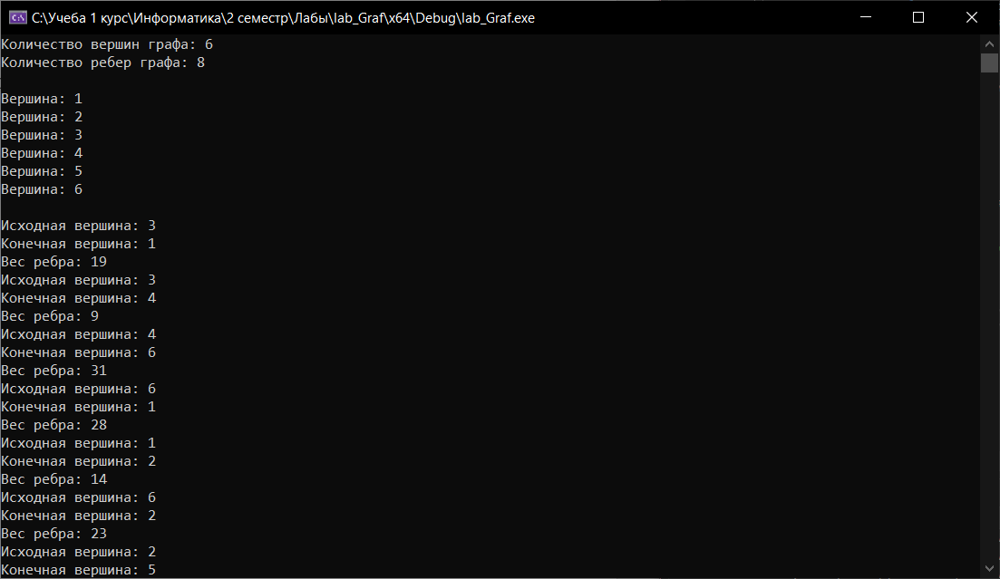 C:\Учеба 1 курс\Информатика\2 семестр\Лабы\lab_Graf\x64\Debug\lab_Graf.exe
Количество вершин графа: 6
Количество ребер графа: 8
Вершина: 1
Вершина: 2
Вершина: 3
Вершина: 4
Вершина: 5
Вершина: 6
Исходная вершина: 3
Конечная вершина: 1
Вес ребра: 19
Исходная вершина: 3
Конечная вершина: 4
Вес ребра: 9
Исходная вершина: 4
Конечная вершина: 6
Вес ребра: 31
Исходная вершина: 6
Конечная вершина: 1
Вес ребра: 28
Исходная вершина: 1
Конечная вершина: 2
Вес ребра: 14
Исходная вершина: 6
Конечная вершина: 2
Вес ребра: 23
Исходная вершина: 2
Конечная вершина: 5